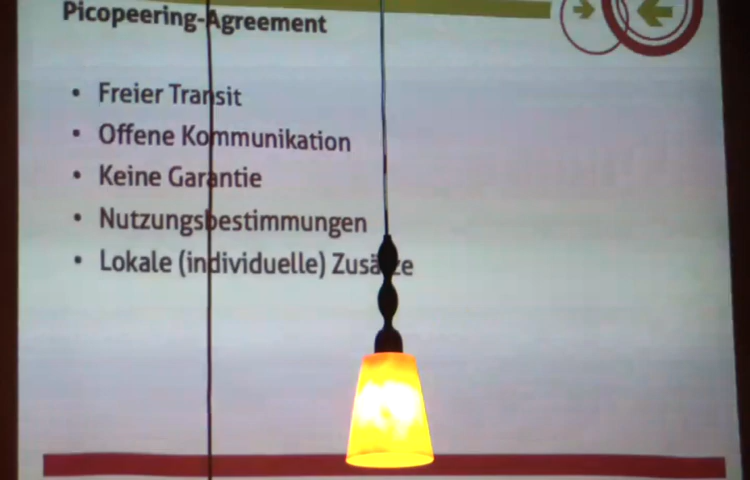 Picopeering-Agreement
• Freier Transit
• Offene Kommunikation
• Keine Garantie
• Nutzungsbestimmungen
• Lokale (individuelle) Zusätze